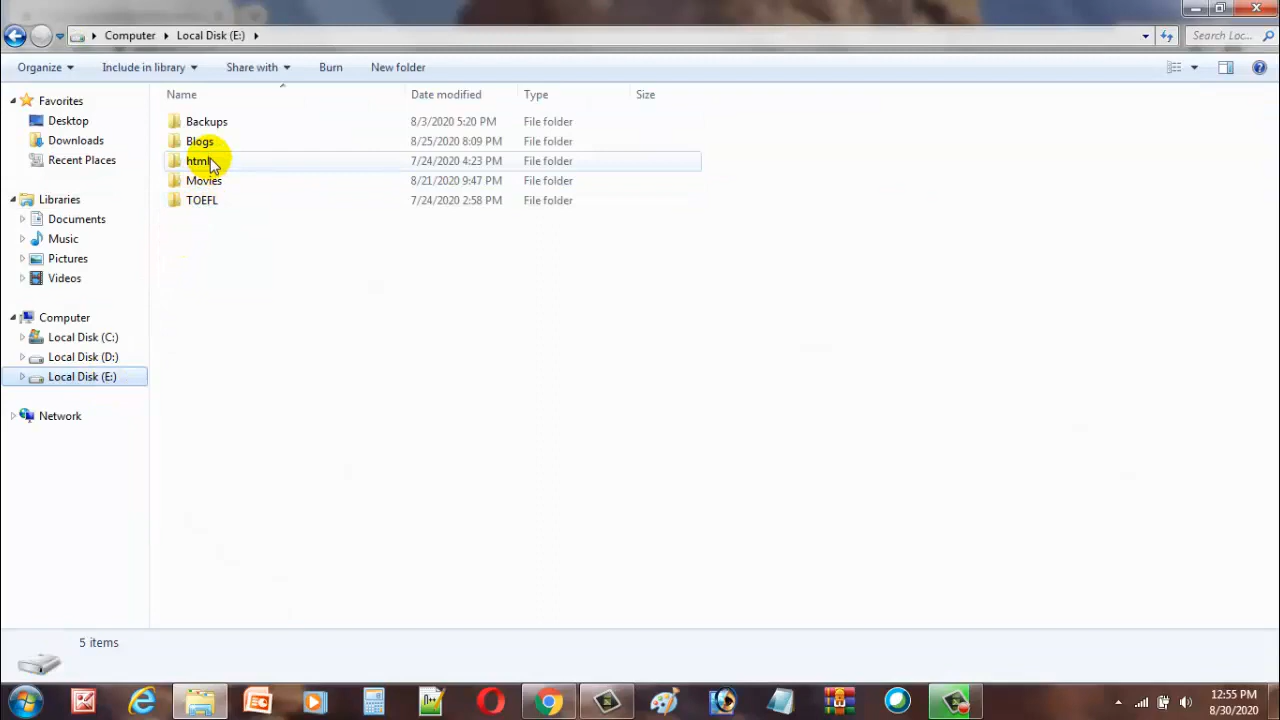 Computer Local Disk (E:) Search Loc...
Organize Include in library Share with Burn New folder
Name Date modified Type Size
Favorites
Desktop
Downloads
Recent Places
Libraries
Documents
Music
Pictures
Videos
Computer
Local Disk (C:)
Local Disk (D:)
Local Disk (E:)
Network
Backups 8/3/2020 5:20 PM File folder
Blogs 8/25/2020 8:09 PM File folder
html 7/24/2020 4:23 PM File folder
Movies 8/21/2020 9:47 PM File folder
TOEFL 7/24/2020 2:58 PM File folder
5 items
12:55 PM
8/30/2020